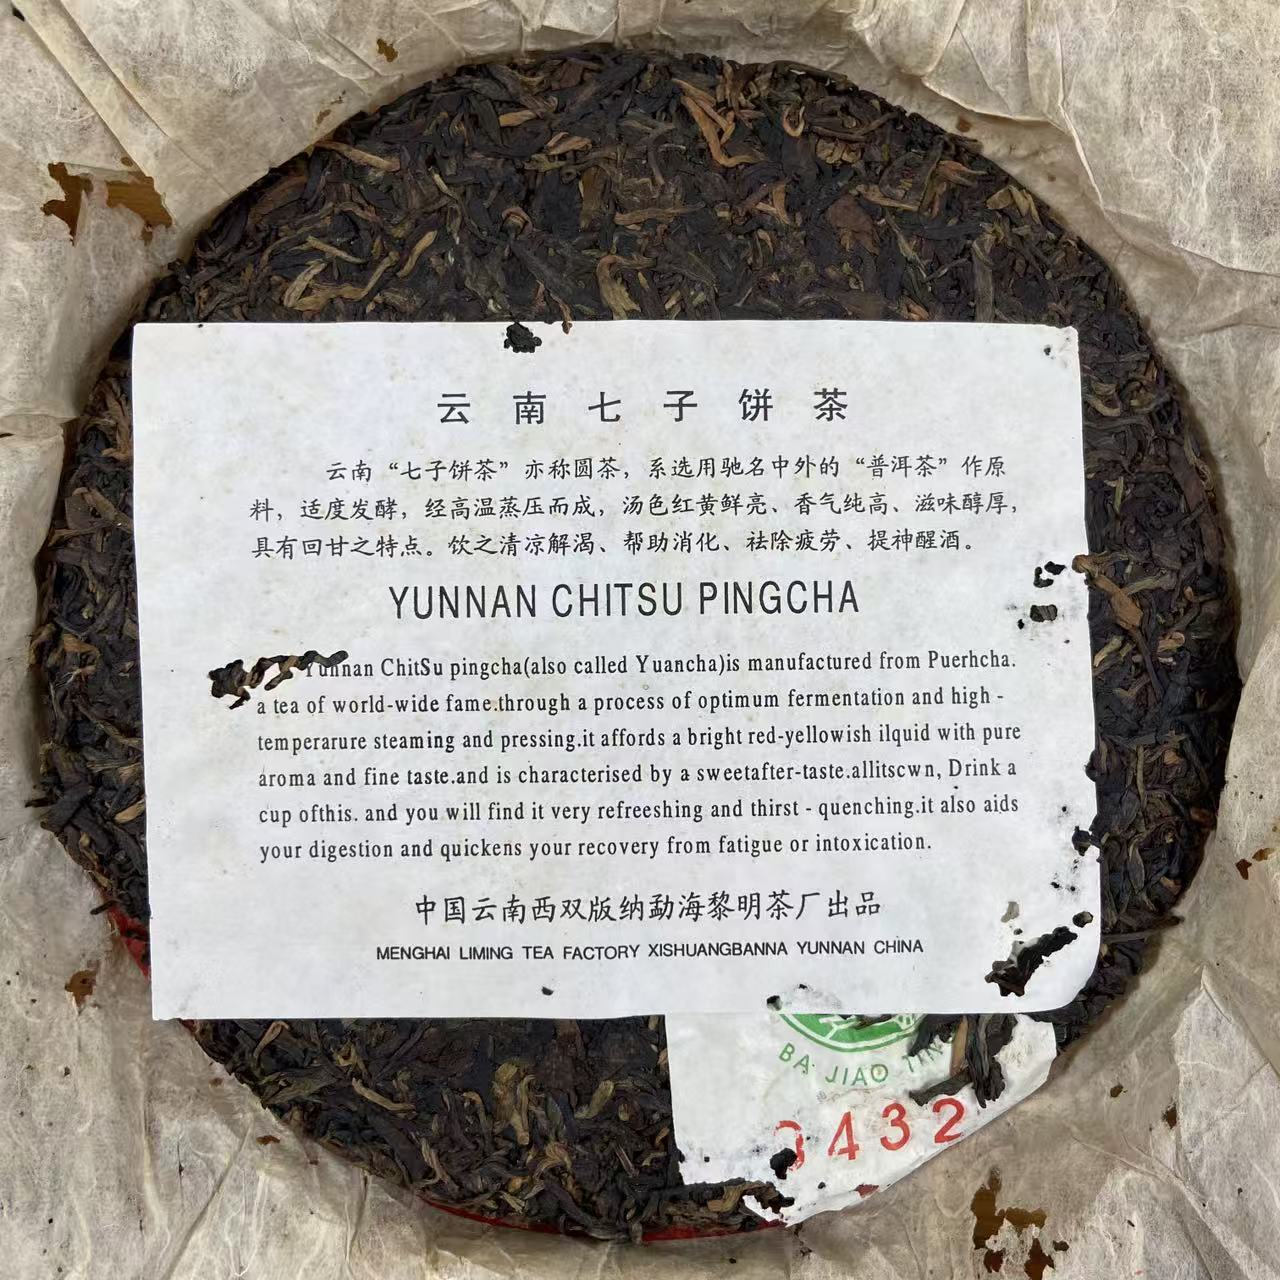 云南七子饼茶
云南“七子饼茶”亦称圆茶，系选用驰名中外的“普洱茶”作原
料，适度发酵，经高温蒸压而成，汤色红黄鲜亮、香气纯高、滋味醇厚，
具有回甘之特点。饮之清凉解渴、帮助消化、祛除疲劳、提神醒酒。
YUNNAN CHITSU PINGCHA
Yunnan ChitSu pingcha(also called Yuancha)is manufactured from Puerhcha.
a tea of world-wide fame.through a process of optimum fermentation and high -
temperarure steaming and pressing.it affords a bright red-yellowish ilquid with pure
aroma and fine taste.and is characterised by a sweetafter-taste.allitscwn, Drink a
cup ofthis. and you will find it very refreeshing and thirst - quenching.it also aids
your digestion and quickens your recovery from fatigue or intoxication.
中国云南西双版纳勐海黎明茶厂出品
MENGHAI LIMING TEA FACTORY XISHUANGBANNA YUNNAN CHINA
BA JIAO TING
432